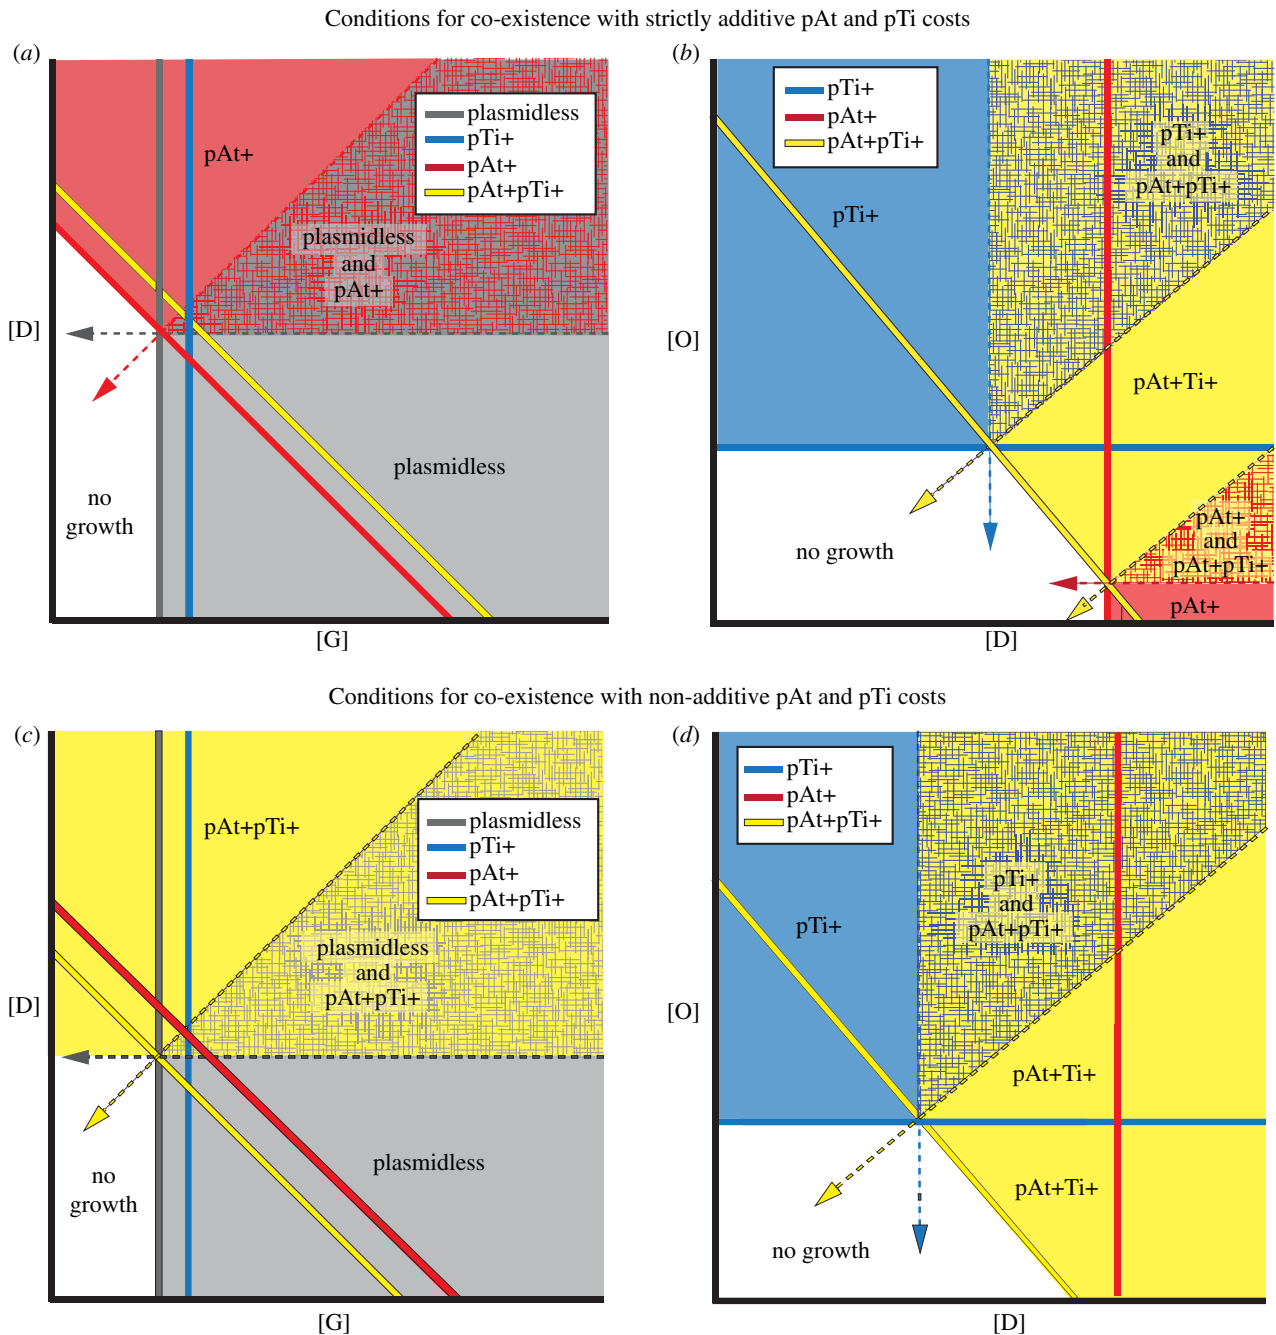 Conditions for co-existence with strictly additive pAt and pTi costs
(a)
pAt+
plasmidless
pTi+
pAt+
pAt+pTi+
plasmidless
and
pAt+
[D]
plasmidless
no
growth
[G]
(b)
pTi+
pAt+
pAt+pTi+
pTi+
and
pAt+pTi+
pTi+
[O]
pAt+Ti+
pAt+
and
pAt+pTi+
no growth
pAt+
[D]
Conditions for co-existence with non-additive pAt and pTi costs
(c)
pAt+pTi+
plasmidless
pTi+
pAt+
pAt+pTi+
plasmidless
and
pAt+pTi+
[D]
plasmidless
no
growth
[G]
(d)
pTi+
pAt+
pAt+pTi+
pTi+
and
pAt+pTi+
pTi+
[O]
pAt+Ti+
pAt+Ti+
no growth
[D]